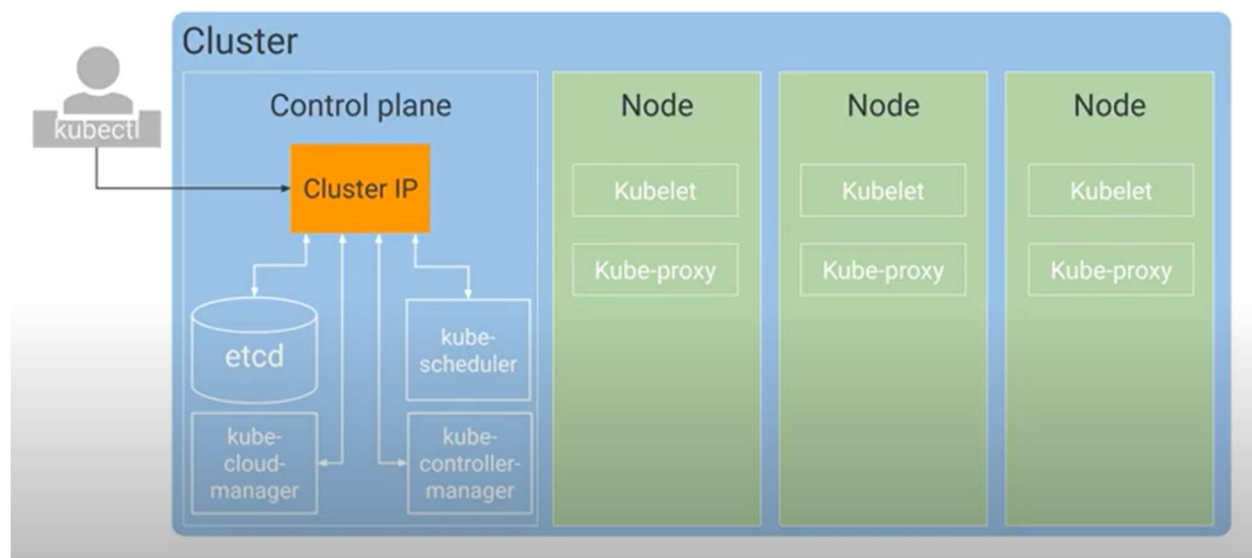 Cluster
kubectl
Control plane
Cluster IP
etcd
kube-
scheduler
kube-
cloud-
manager
kube-
controller-
manager
Node
Kubelet
Kube-proxy
Node
Kubelet
Kube-proxy
Node
Kubelet
Kube-proxy